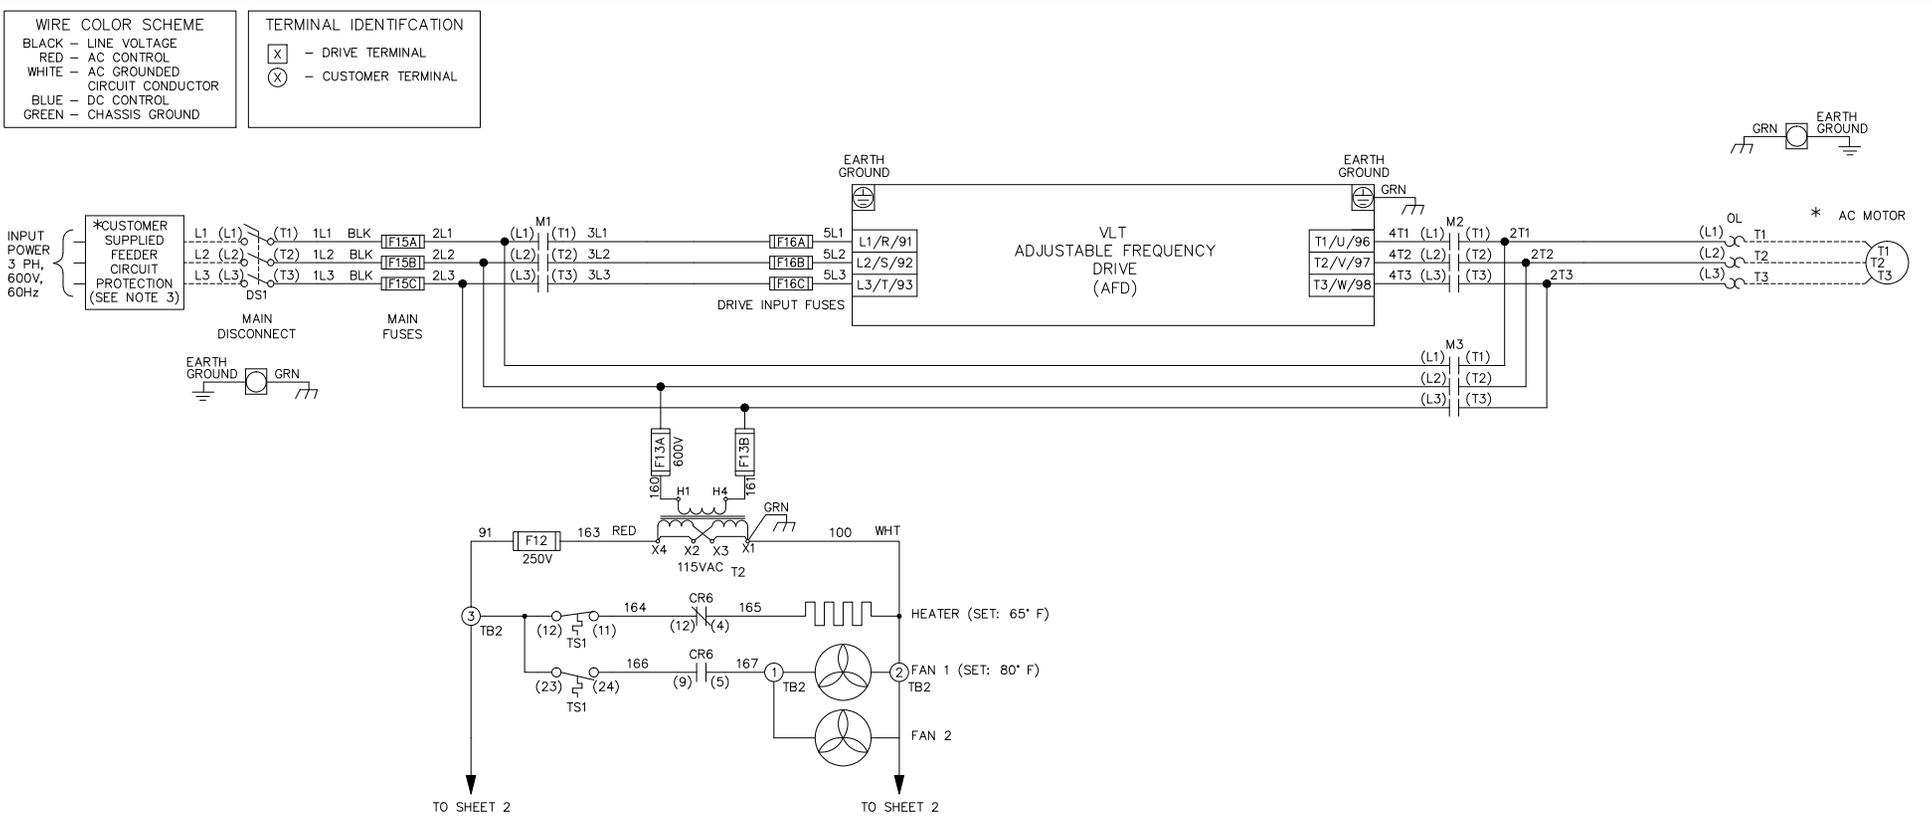 WIRE COLOR SCHEME
BLACK – LINE VOLTAGE
RED – AC CONTROL
WHITE – AC GROUNDED
CIRCUIT CONDUCTOR
BLUE – DC CONTROL
GREEN – CHASSIS GROUND
TERMINAL IDENTIFCATION
X – DRIVE TERMINAL
X – CUSTOMER TERMINAL
INPUT
POWER
3 PH,
600V,
60Hz
*CUSTOMER
SUPPLIED
FEEDER
CIRCUIT
PROTECTION
(SEE NOTE 3)
L1 (L1) (T1) 1L1 BLK F15A 2L1
L2 (L2) (T2) 1L2 BLK F15B 2L2
L3 (L3) (T3) 1L3 BLK F15C 2L3
DS1
MAIN
DISCONNECT
MAIN
FUSES
EARTH
GROUND
GRN
M1
(L1) (T1) 3L1 F16A 5L1
(L2) (T2) 3L2 F16B 5L2
(L3) (T3) 3L3 F16C 5L3
DRIVE INPUT FUSES
EARTH
GROUND
L1/R/91
L2/S/92
L3/T/93
VLT
ADJUSTABLE FREQUENCY
DRIVE
(AFD)
EARTH
GROUND
GRN
T1/U/96
T2/V/97
T3/W/98
M2
4T1 (L1) (T1) 2T1
4T2 (L2) (T2) 2T2
4T3 (L3) (T3) 2T3
M3
(L1) (T1)
(L2) (T2)
(L3) (T3)
GRN
EARTH
GROUND
OL
(L1) T1
(L2) T2
(L3) T3
* AC MOTOR
T1
T2
T3
F13A
600V
F13B
160
161
H1 H4
GRN
91 F12 163 RED
250V
X4 X2 X3 X1
115VAC T2
100 WHT
3
TB2
164 CR6 165
(12) (11) (12) (4)
TS1
HEATER (SET: 65° F)
166 CR6 167
(23) (24) (9) (5)
TS1
1
TB2
2
TB2
FAN 1 (SET: 80° F)
FAN 2
TO SHEET 2
TO SHEET 2